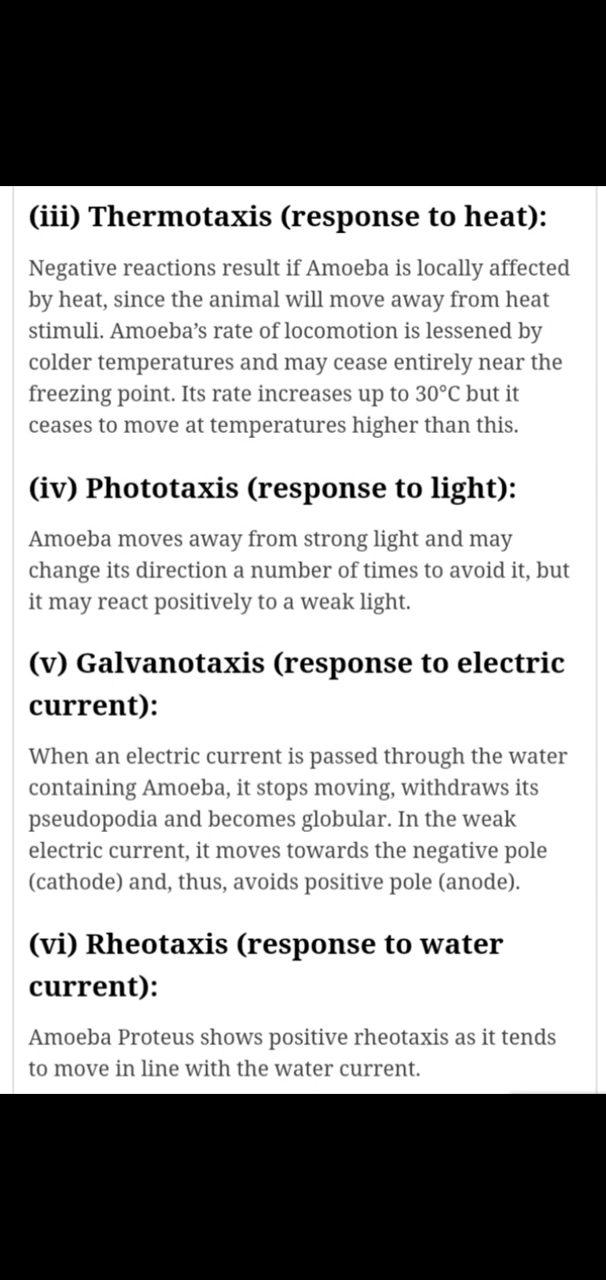 (iii) Thermotaxis (response to heat):
Negative reactions result if Amoeba is locally affected
by heat, since the animal will move away from heat
stimuli. Amoeba’s rate of locomotion is lessened by
colder temperatures and may cease entirely near the
freezing point. Its rate increases up to 30°C but it
ceases to move at temperatures higher than this.
(iv) Phototaxis (response to light):
Amoeba moves away from strong light and may
change its direction a number of times to avoid it, but
it may react positively to a weak light.
(v) Galvanotaxis (response to electric
current):
When an electric current is passed through the water
containing Amoeba, it stops moving, withdraws its
pseudopodia and becomes globular. In the weak
electric current, it moves towards the negative pole
(cathode) and, thus, avoids positive pole (anode).
(vi) Rheotaxis (response to water
current):
Amoeba Proteus shows positive rheotaxis as it tends
to move in line with the water current.